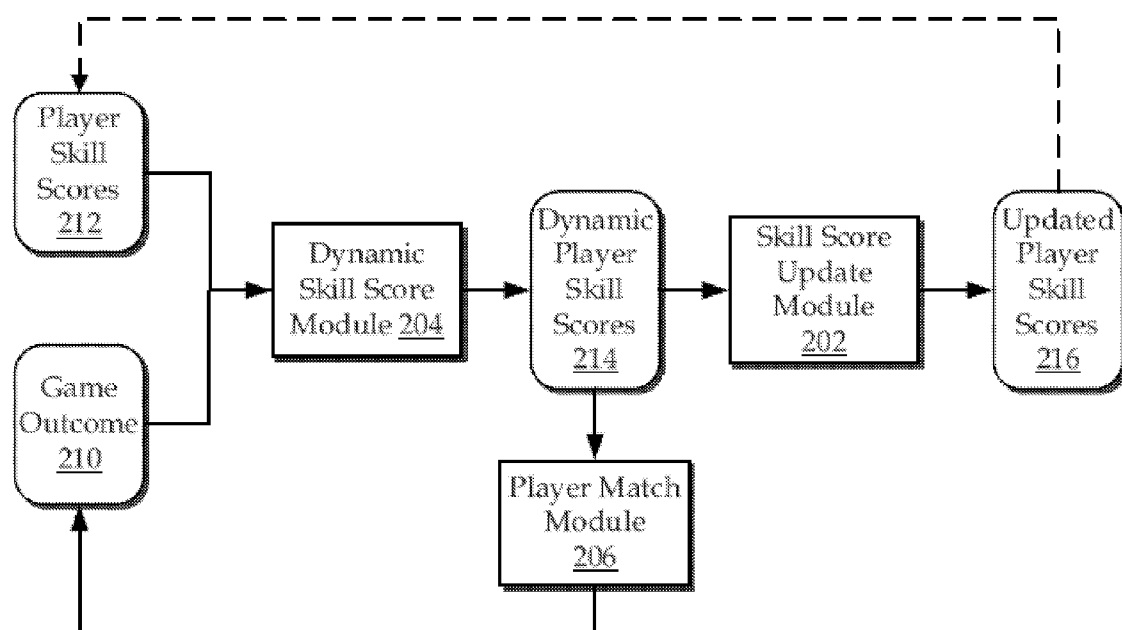 Player
Skill
Scores
212
Game
Outcome
210
Dynamic
Skill Score
Module 204
Dynamic
Player
Skill
Scores
214
Skill Score
Update
Module
202
Updated
Player
Skill
Scores
216
Player Match
Module
206